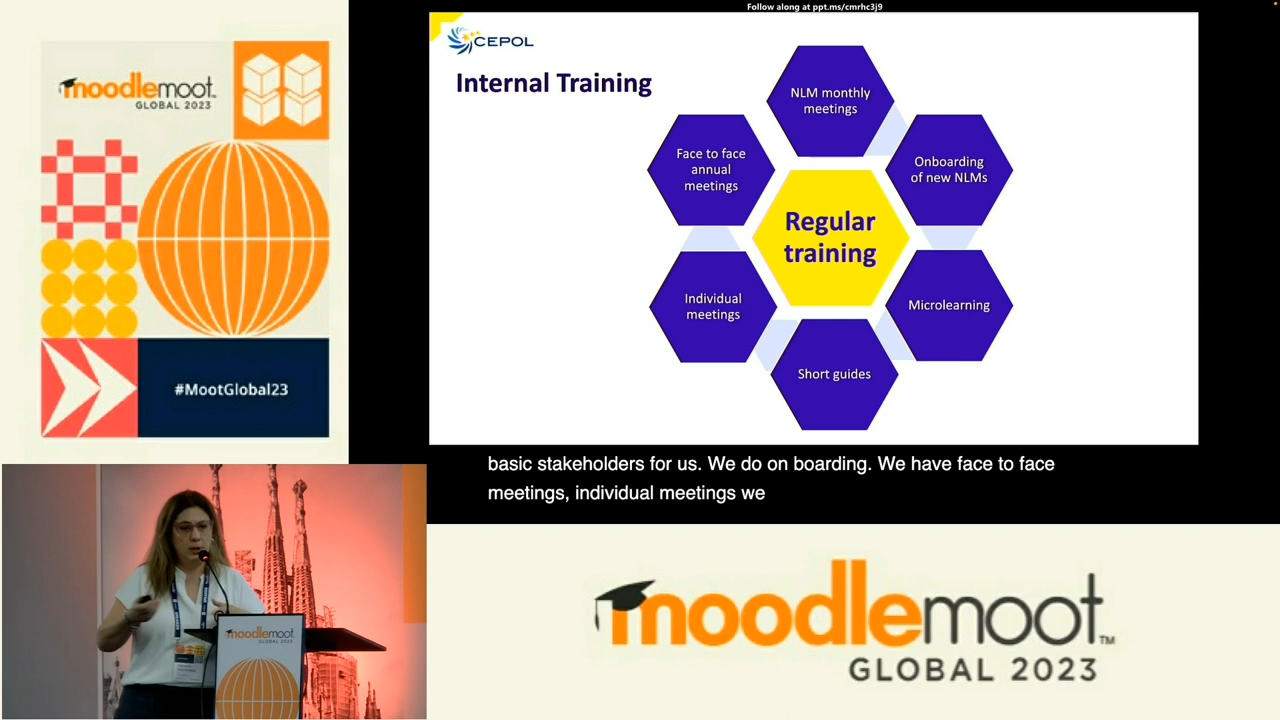 Follow along at ppt.ms/cmrhc3j9
moodlemoot™
GLOBAL 2023
#MootGlobal23
CEPOL
Internal Training
NLM monthly
meetings
Onboarding
of new NLMs
Microlearning
Short guides
Individual
meetings
Face to face
annual
meetings
Regular
training
basic stakeholders for us. We do on boarding. We have face to face
meetings, individual meetings we
moodlemoot
GLOBAL 2023
moodlemoot™
GLOBAL 2023